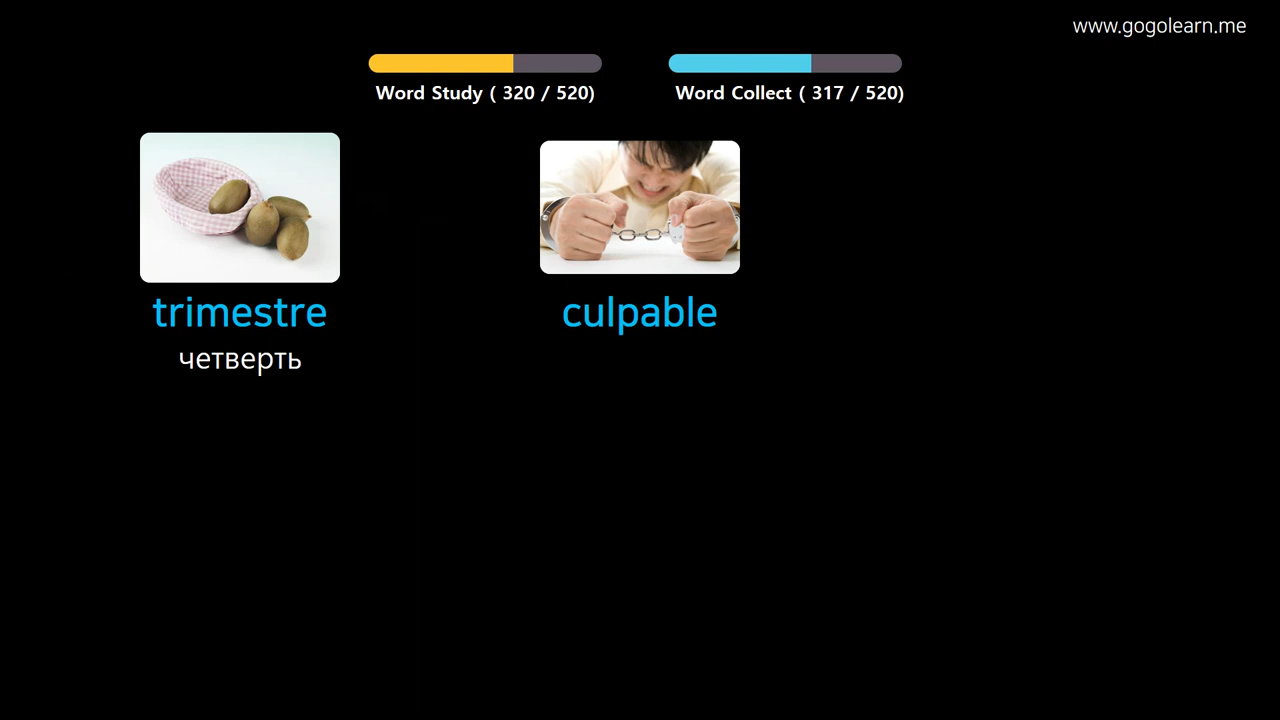 www.gogolearn.me
Word Study ( 320 / 520)
Word Collect ( 317 / 520)
trimestre
culpable
четверть